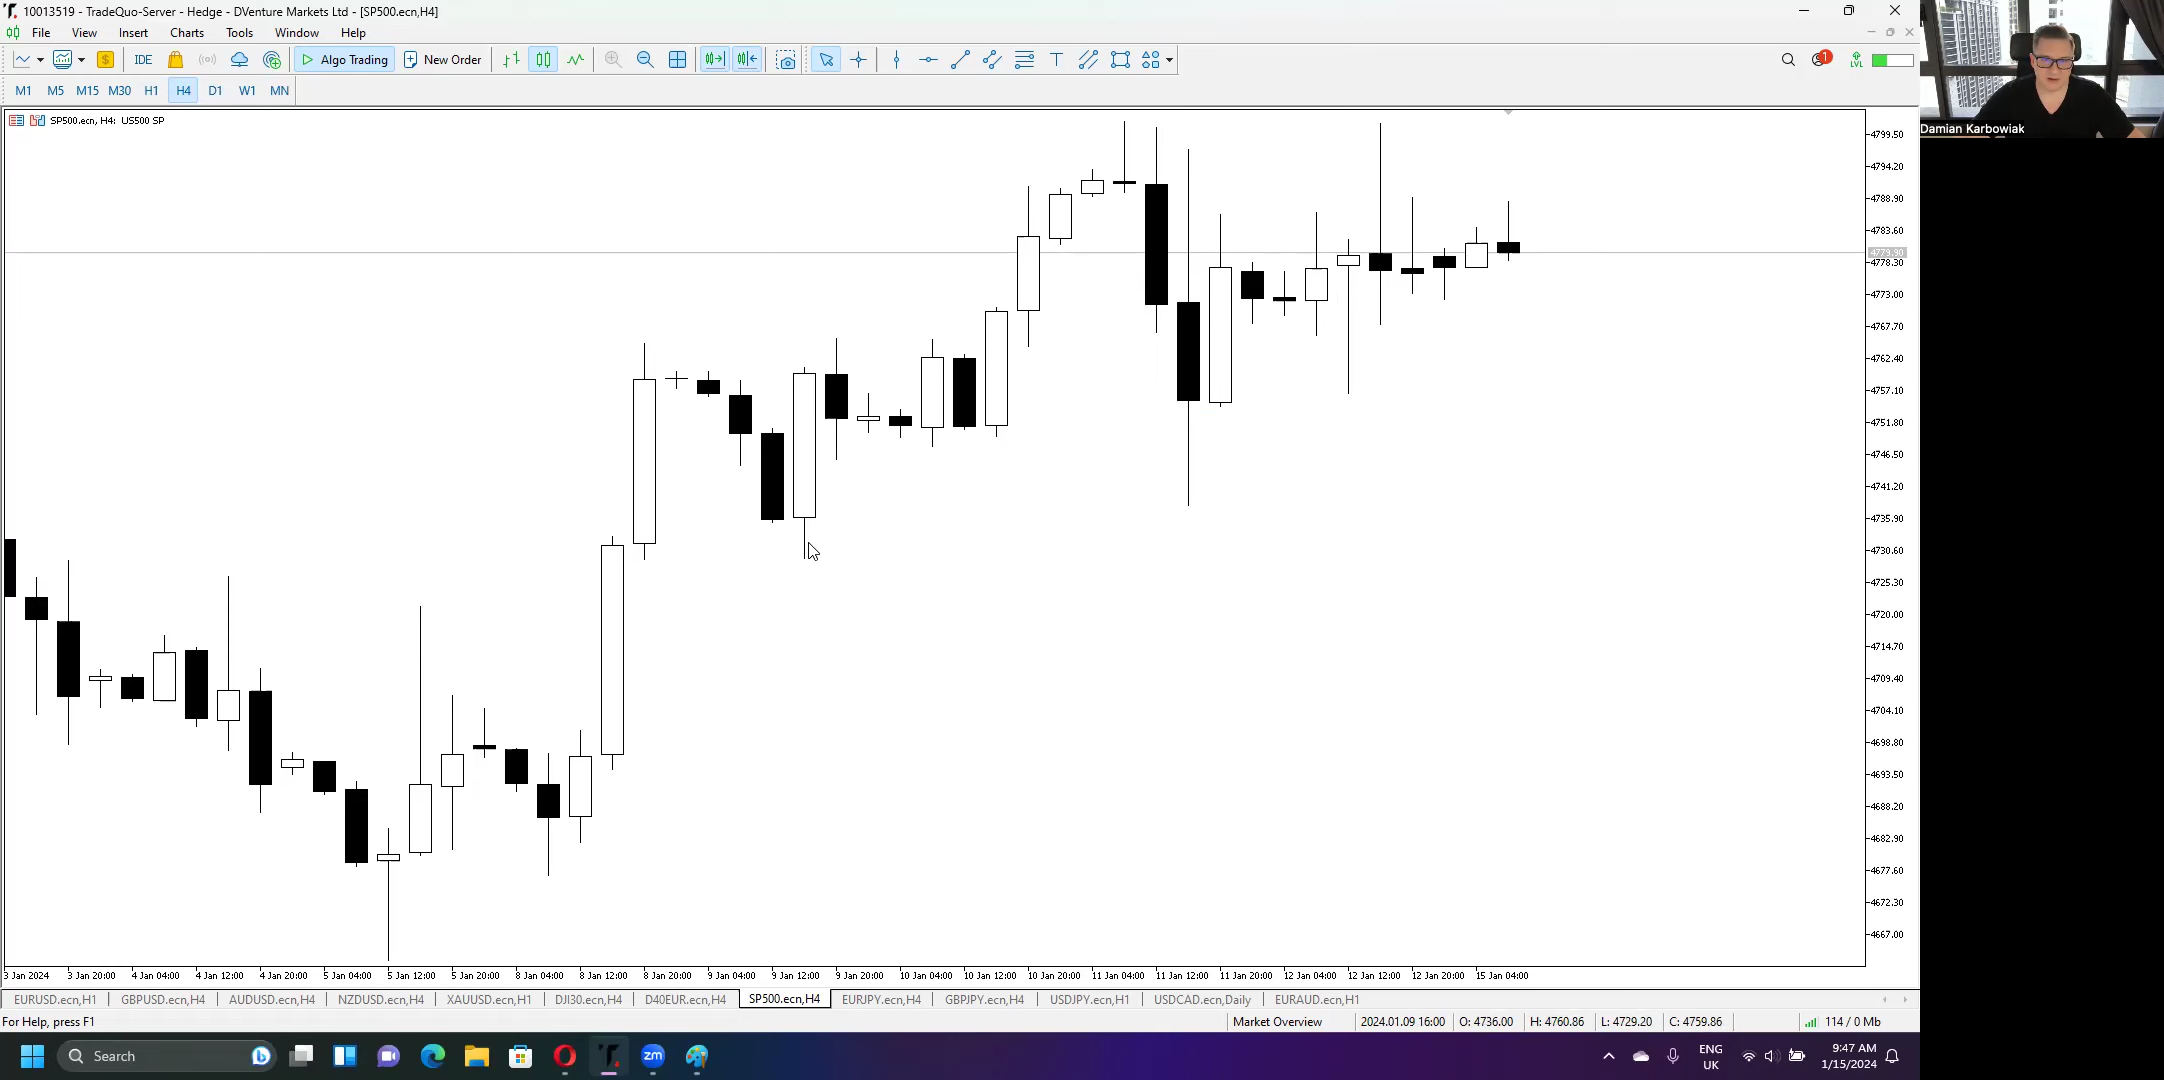 10013519 - TradeQuo-Server - Hedge - DVenture Markets Ltd - [SP500.ecn,H4]
File View Insert Charts Tools Window Help
IDE Algo Trading New Order 1 LVL
M1 M5 M15 M30 H1 H4 D1 W1 MN
SP500.ecn, H4: US500 SP
Damian Karbowiak
4799.50
4794.20
4788.90
4783.60
4779.90
4778.30
4773.00
4767.70
4762.40
4757.10
4751.80
4746.50
4741.20
4735.90
4730.60
4725.30
4720.00
4714.70
4709.40
4704.10
4698.80
4693.50
4688.20
4682.90
4677.60
4672.30
4667.00
3 Jan 2024 3 Jan 20:00 4 Jan 04:00 4 Jan 12:00 4 Jan 20:00 5 Jan 04:00 5 Jan 12:00 5 Jan 20:00 8 Jan 04:00 8 Jan 12:00 8 Jan 20:00 9 Jan 04:00 9 Jan 12:00 9 Jan 20:00 10 Jan 04:00 10 Jan 12:00 10 Jan 20:00 11 Jan 04:00 11 Jan 12:00 11 Jan 20:00 12 Jan 04:00 12 Jan 12:00 12 Jan 20:00 15 Jan 04:00
EURUSD.ecn,H1 GBPUSD.ecn,H4 AUDUSD.ecn,H4 NZDUSD.ecn,H4 XAUUSD.ecn,H1 DJI30.ecn,H4 D40EUR.ecn,H4 SP500.ecn,H4 EURJPY.ecn,H4 GBPJPY.ecn,H4 USDJPY.ecn,H1 USDCAD.ecn,Daily EURAUD.ecn,H1
For Help, press F1 Market Overview 2024.01.09 16:00 O: 4736.00 H: 4760.86 L: 4729.20 C: 4759.86 114 / 0 Mb
Search zm ENG UK 9:47 AM 1/15/2024